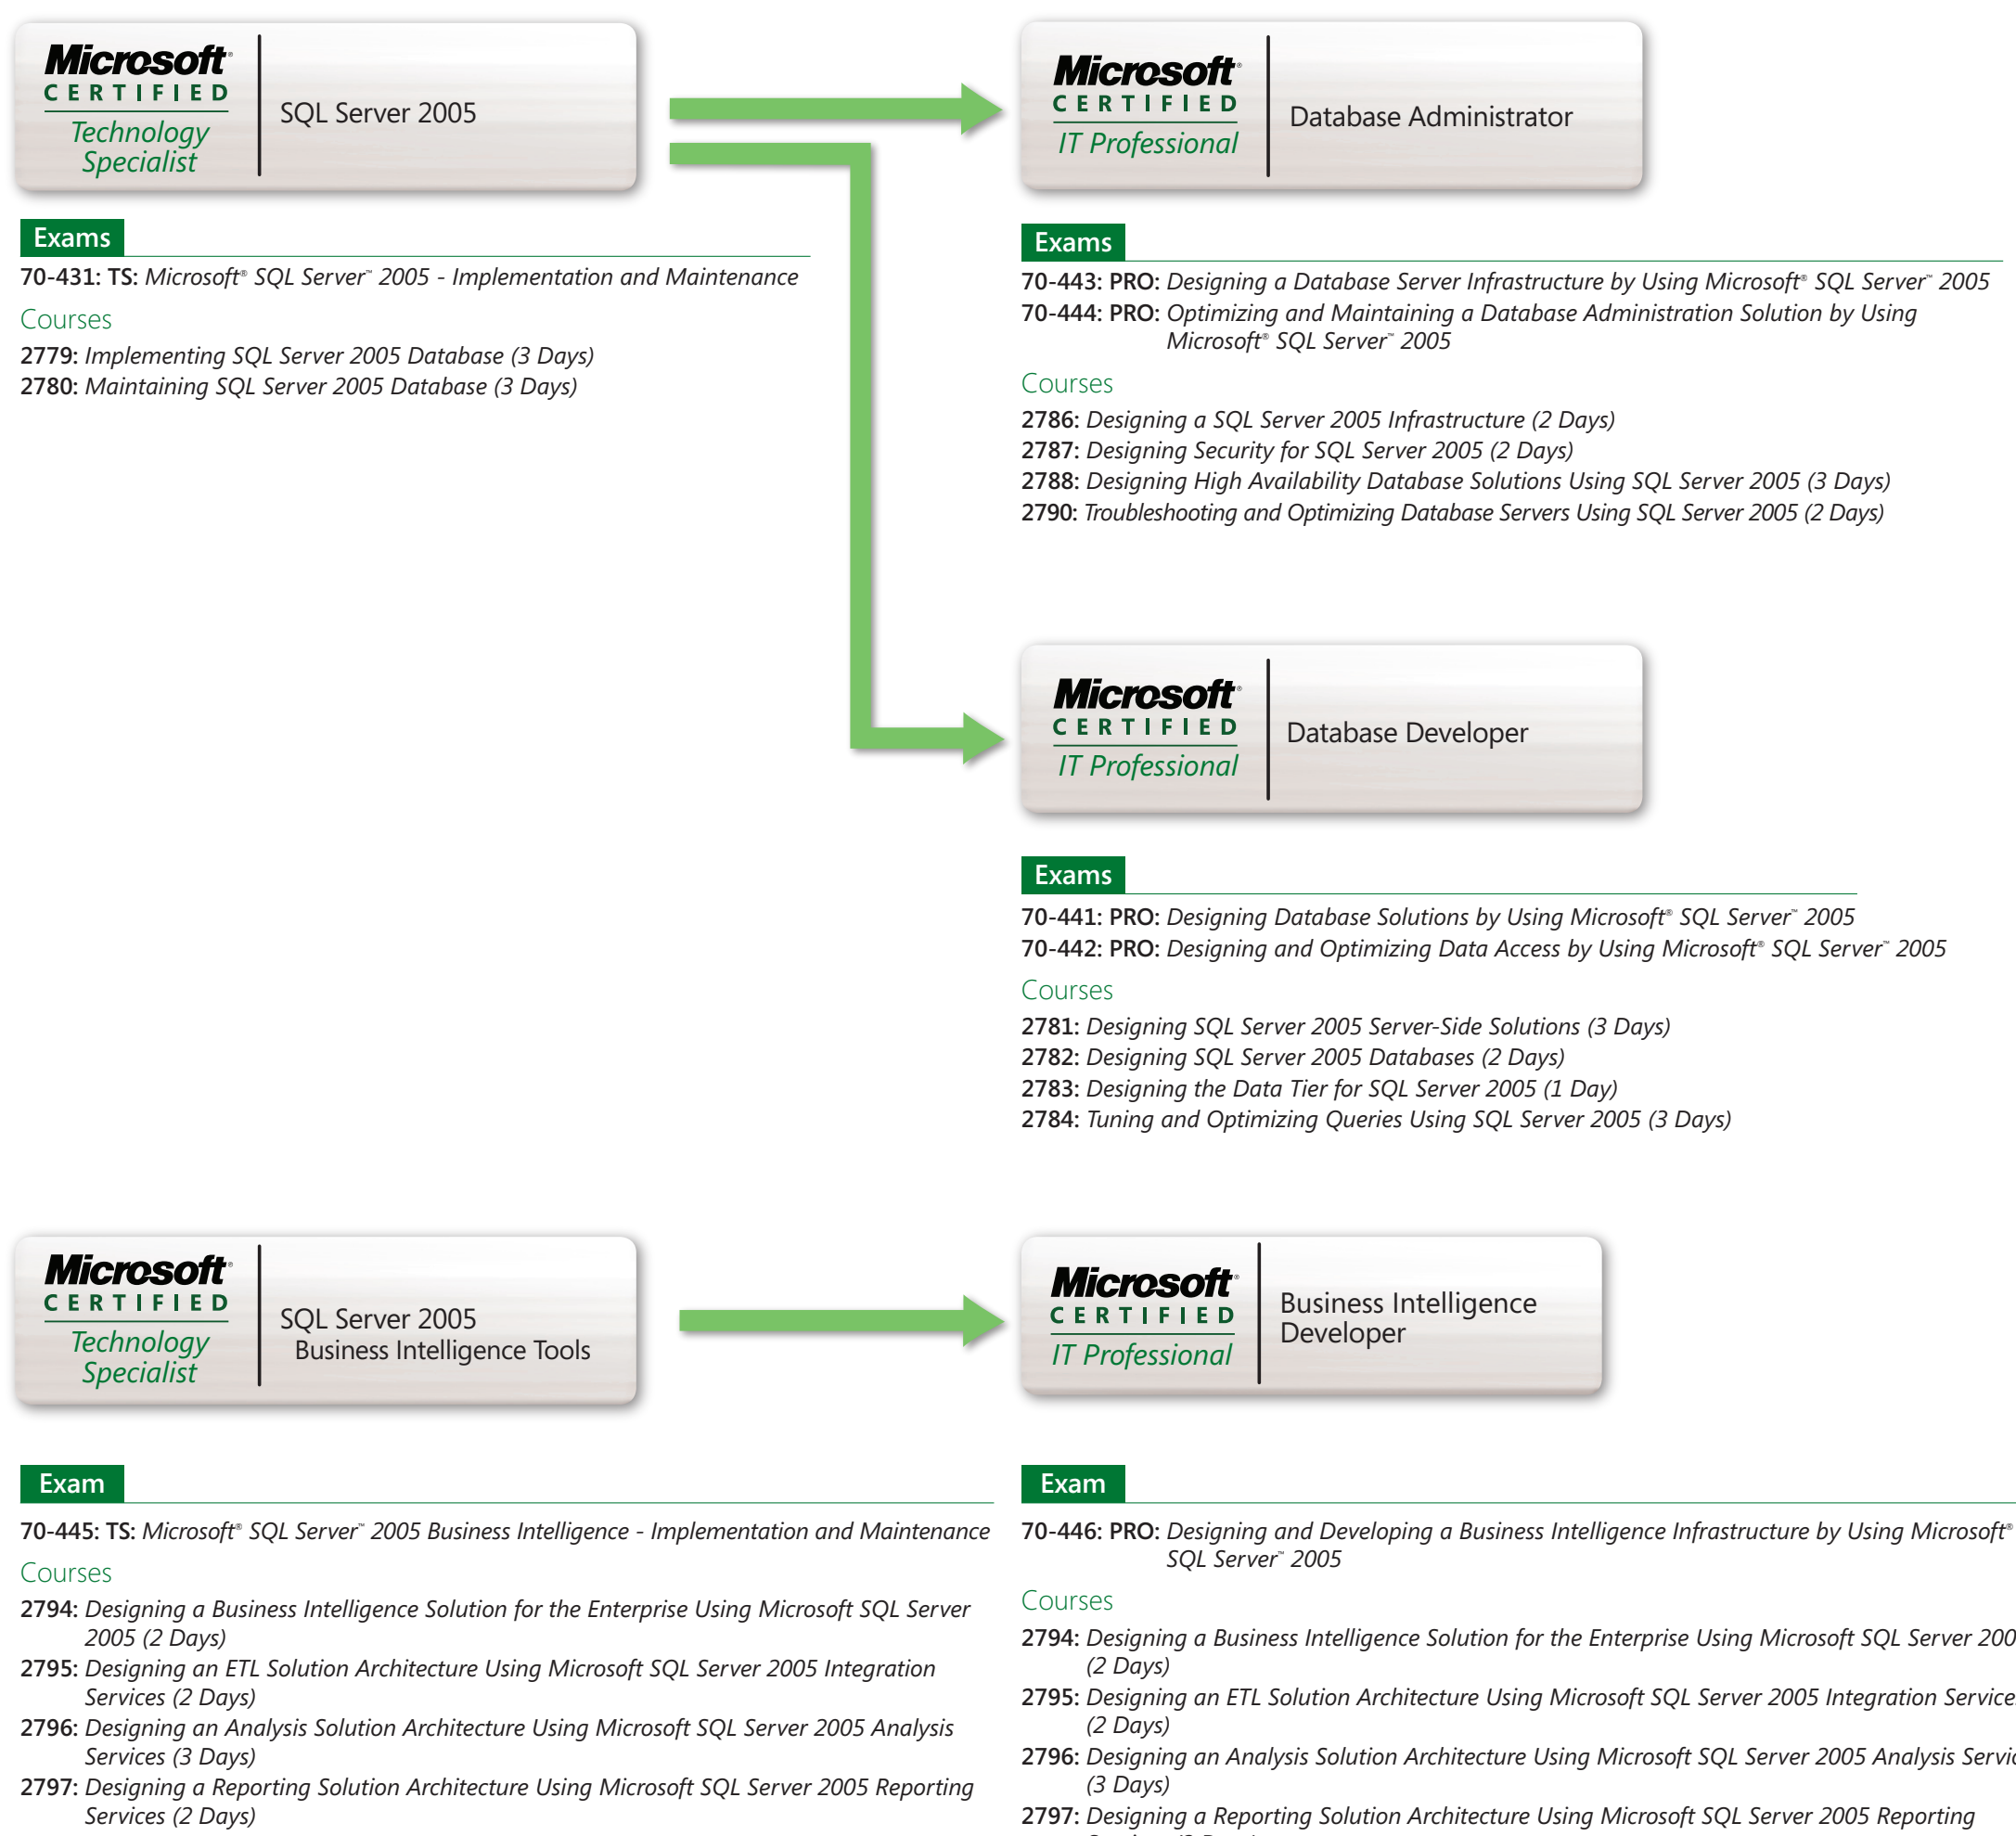 Microsoft®
CERTIFIED
Technology
Specialist
SQL Server 2005
Exams
70-431: TS: Microsoft® SQL Server™ 2005 - Implementation and Maintenance
Courses
2779: Implementing SQL Server 2005 Database (3 Days)
2780: Maintaining SQL Server 2005 Database (3 Days)
Microsoft®
CERTIFIED
IT Professional
Database Administrator
Exams
70-443: PRO: Designing a Database Server Infrastructure by Using Microsoft® SQL Server™ 2005
70-444: PRO: Optimizing and Maintaining a Database Administration Solution by Using
Microsoft® SQL Server™ 2005
Courses
2786: Designing a SQL Server 2005 Infrastructure (2 Days)
2787: Designing Security for SQL Server 2005 (2 Days)
2788: Designing High Availability Database Solutions Using SQL Server 2005 (3 Days)
2790: Troubleshooting and Optimizing Database Servers Using SQL Server 2005 (2 Days)
Microsoft®
CERTIFIED
IT Professional
Database Developer
Exams
70-441: PRO: Designing Database Solutions by Using Microsoft® SQL Server™ 2005
70-442: PRO: Designing and Optimizing Data Access by Using Microsoft® SQL Server™ 2005
Courses
2781: Designing SQL Server 2005 Server-Side Solutions (3 Days)
2782: Designing SQL Server 2005 Databases (2 Days)
2783: Designing the Data Tier for SQL Server 2005 (1 Day)
2784: Tuning and Optimizing Queries Using SQL Server 2005 (3 Days)
Microsoft®
CERTIFIED
Technology
Specialist
SQL Server 2005
Business Intelligence Tools
Exam
70-445: TS: Microsoft® SQL Server™ 2005 Business Intelligence - Implementation and Maintenance
Courses
2794: Designing a Business Intelligence Solution for the Enterprise Using Microsoft SQL Server
2005 (2 Days)
2795: Designing an ETL Solution Architecture Using Microsoft SQL Server 2005 Integration
Services (2 Days)
2796: Designing an Analysis Solution Architecture Using Microsoft SQL Server 2005 Analysis
Services (3 Days)
2797: Designing a Reporting Solution Architecture Using Microsoft SQL Server 2005 Reporting
Services (2 Days)
Microsoft®
CERTIFIED
IT Professional
Business Intelligence
Developer
Exam
70-446: PRO: Designing and Developing a Business Intelligence Infrastructure by Using Microsoft®
SQL Server™ 2005
Courses
2794: Designing a Business Intelligence Solution for the Enterprise Using Microsoft SQL Server 200
(2 Days)
2795: Designing an ETL Solution Architecture Using Microsoft SQL Server 2005 Integration Service
(2 Days)
2796: Designing an Analysis Solution Architecture Using Microsoft SQL Server 2005 Analysis Servi
(3 Days)
2797: Designing a Reporting Solution Architecture Using Microsoft SQL Server 2005 Reporting